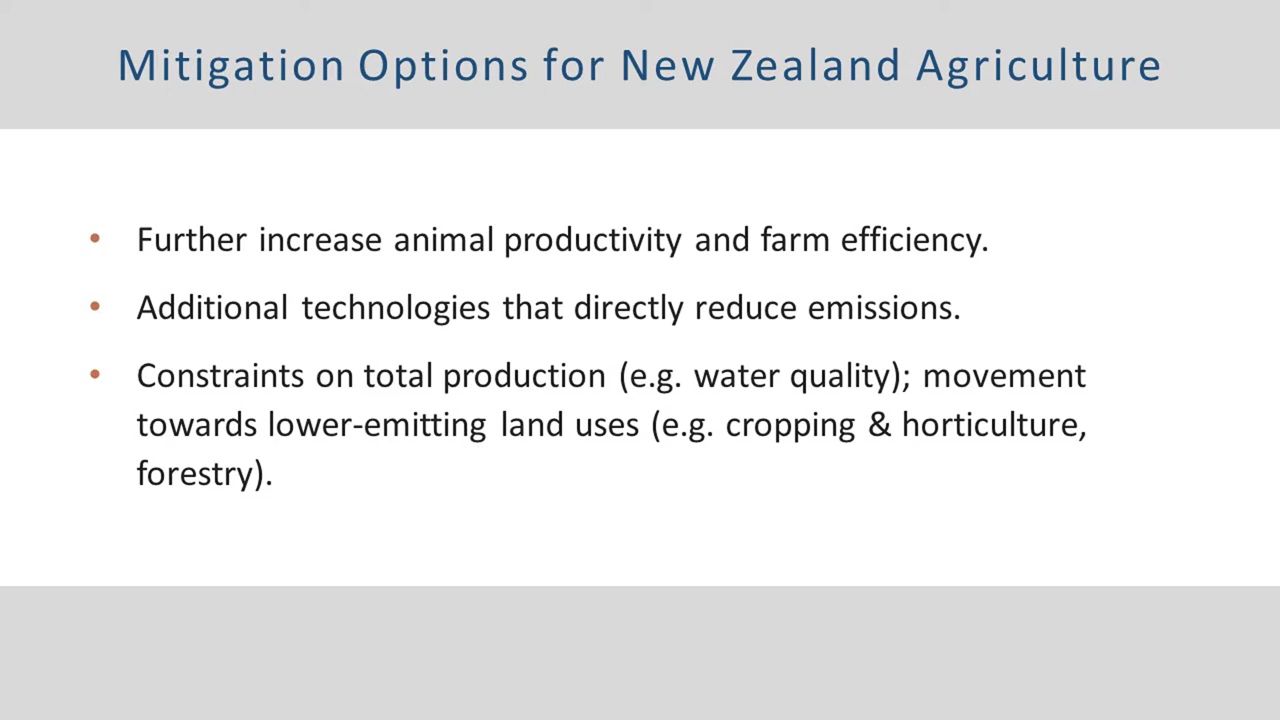 Mitigation Options for New Zealand Agriculture
• Further increase animal productivity and farm efficiency.
• Additional technologies that directly reduce emissions.
• Constraints on total production (e.g. water quality); movement
towards lower-emitting land uses (e.g. cropping & horticulture,
forestry).